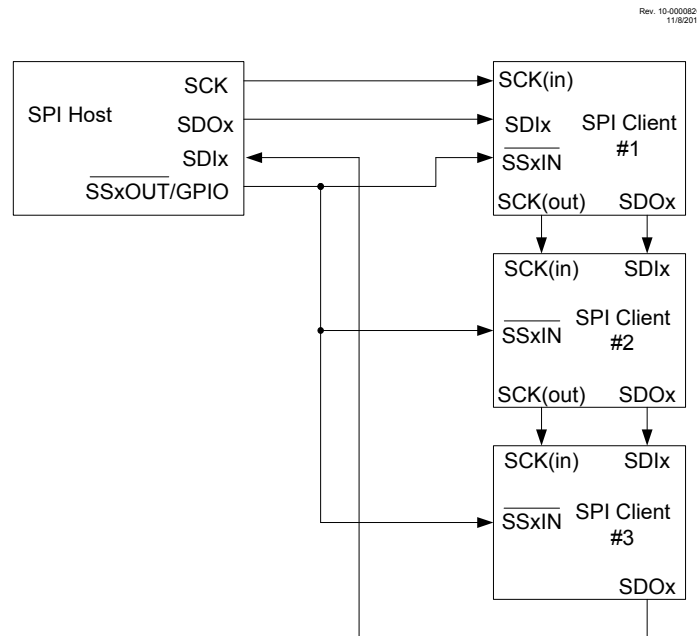 Rev. 10-000082
11/8/201
SPI Host
SCK
SDOx
SDIx
SSxOUT/GPIO
SCK(in)
SDIx
SSxIN
SPI Client
#1
SCK(out) SDOx
SCK(in) SDIx
SSxIN
SPI Client
#2
SCK(out) SDOx
SCK(in) SDIx
SSxIN
SPI Client
#3
SDOx